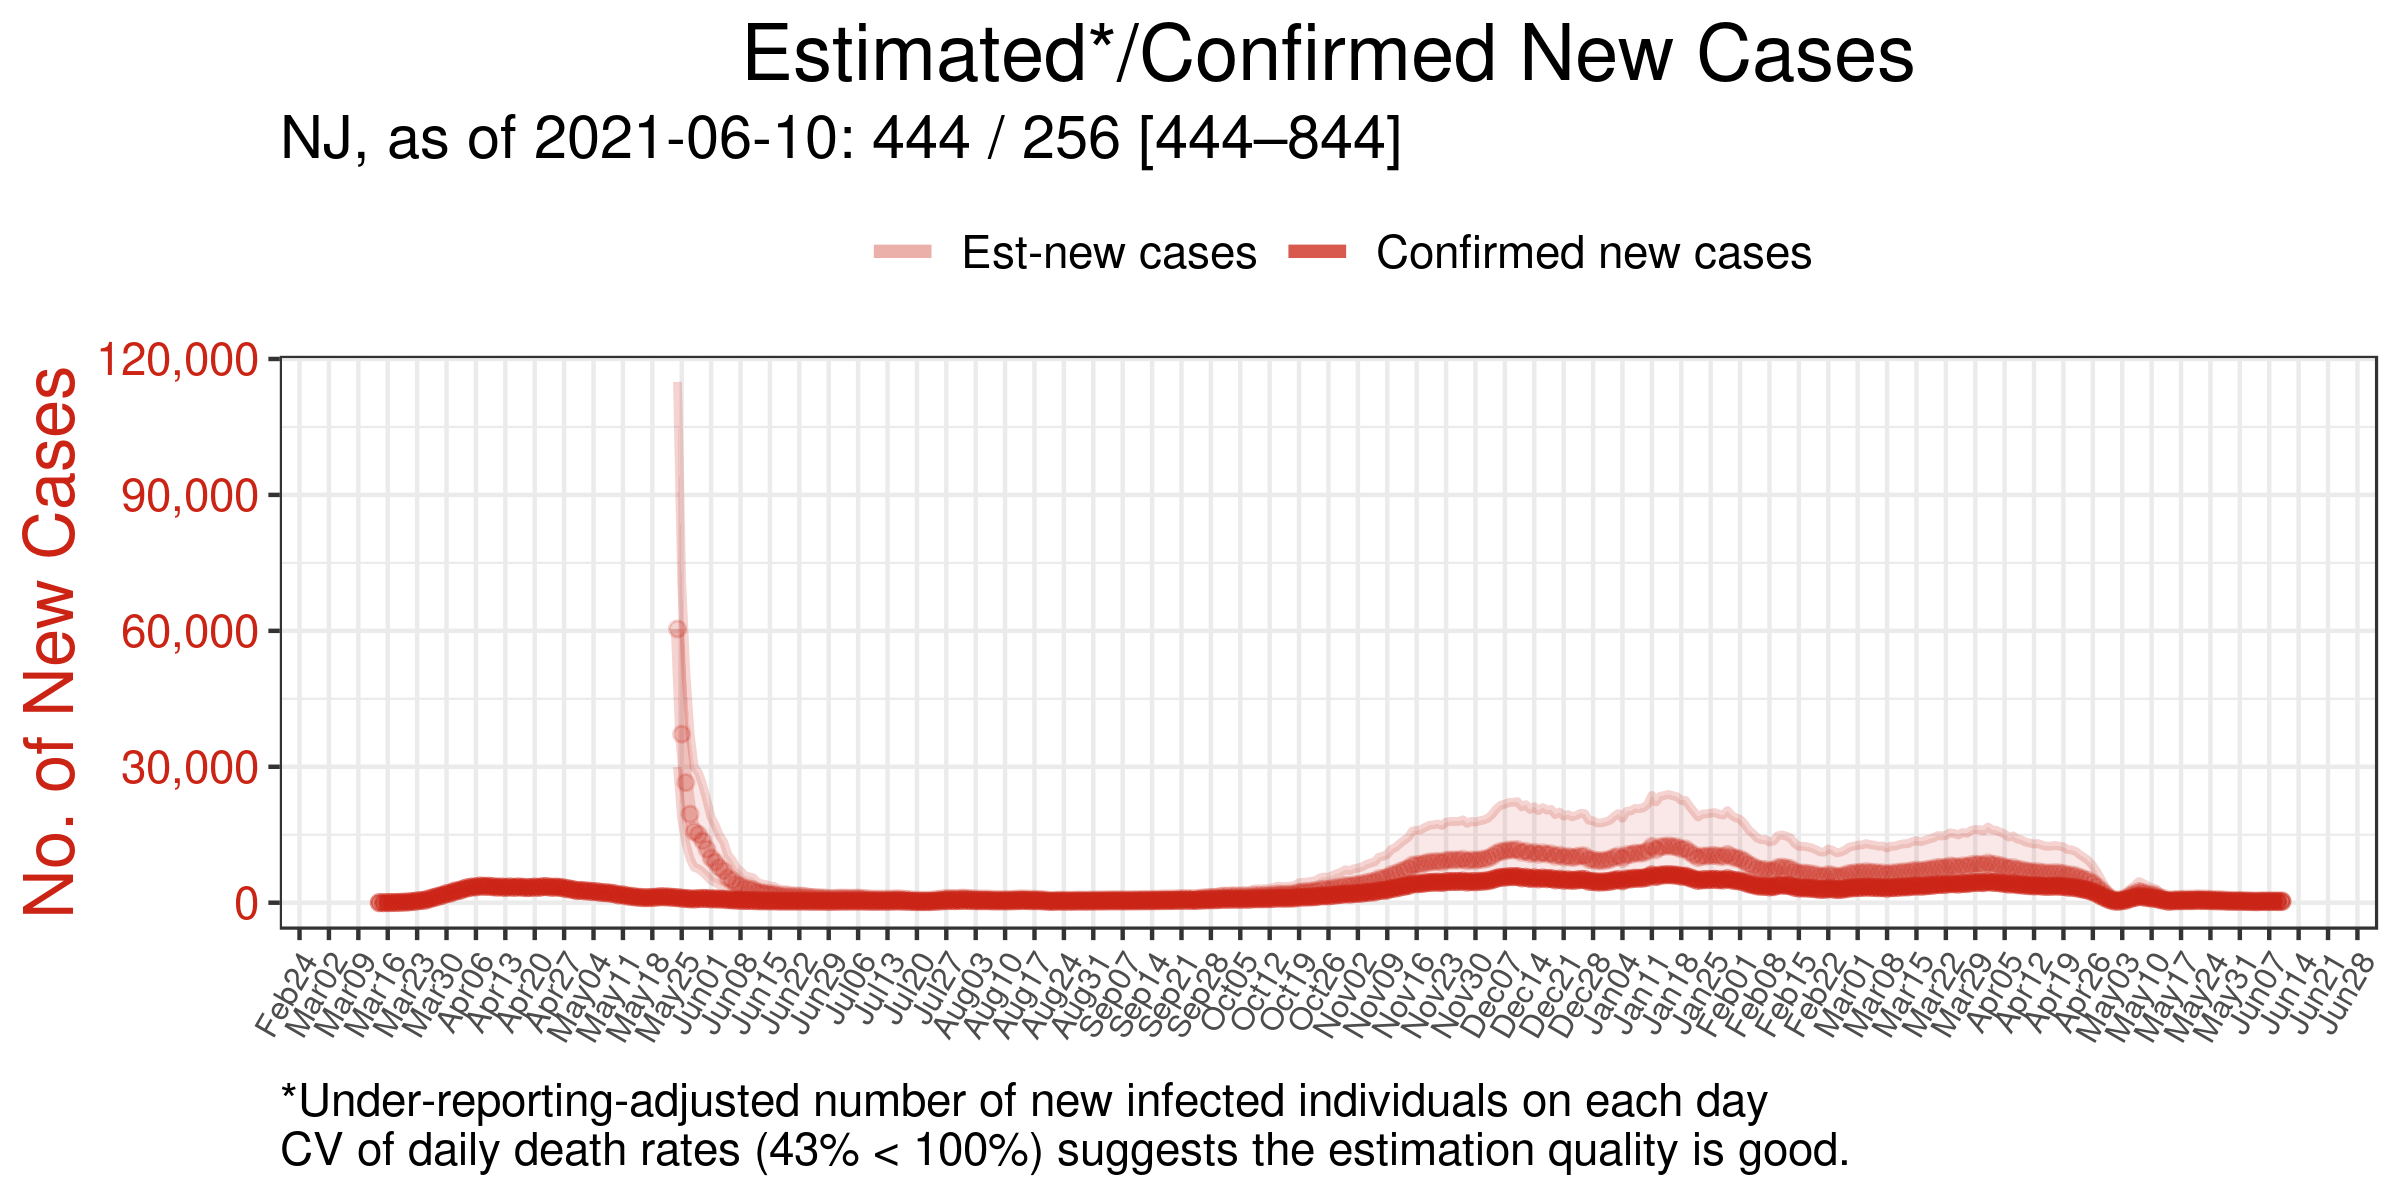 Estimated*/Confirmed New Cases
NJ, as of 2021-06-10: 444 / 256 [444–844]
Est-new cases Confirmed new cases
No. of New Cases
120,000
90,000
60,000
30,000
0
Feb24 Mar02 Mar09 Mar16 Mar23 Mar30 Apr06 Apr13 Apr20 Apr27 May04 May11 May18 May25 Jun01 Jun08 Jun15 Jun22 Jun29 Jul06 Jul13 Jul20 Jul27 Aug03 Aug10 Aug17 Aug24 Aug31 Sep07 Sep14 Sep21 Sep28 Oct05 Oct12 Oct19 Oct26 Nov02 Nov09 Nov16 Nov23 Nov30 Dec07 Dec14 Dec21 Dec28 Jan04 Jan11 Jan18 Jan25 Feb01 Feb08 Feb15 Feb22 Mar01 Mar08 Mar15 Mar22 Mar29 Apr05 Apr12 Apr19 Apr26 May03 May10 May17 May24 May31 Jun07 Jun14 Jun21 Jun28
*Under-reporting-adjusted number of new infected individuals on each day
CV of daily death rates (43% < 100%) suggests the estimation quality is good.